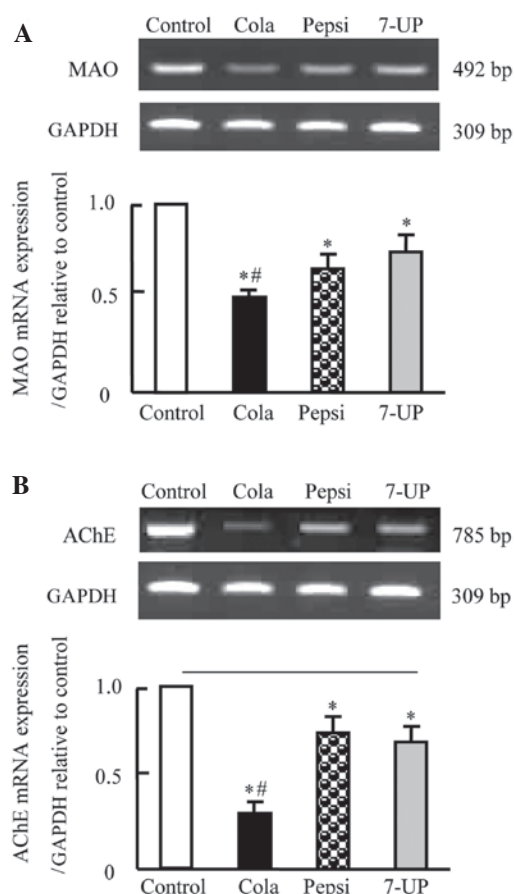 A
Control Cola Pepsi 7-UP
MAO 492 bp
GAPDH 309 bp
MAO mRNA expression
/GAPDH relative to control
1.0
0.5
0
*#
*
*
Control Cola Pepsi 7-UP
B
Control Cola Pepsi 7-UP
AChE 785 bp
GAPDH 309 bp
AChE mRNA expression
/GAPDH relative to control
1.0
0.5
0
*#
*
*
Control Cola Pepsi 7-UP